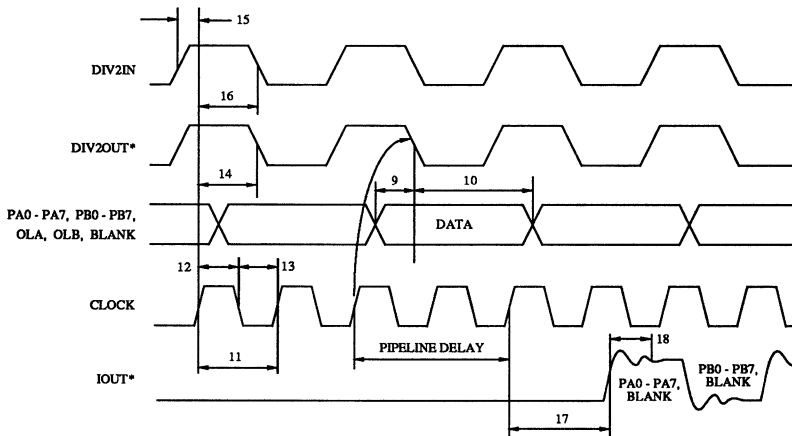 15
DIV2IN
16
DIV2OUT*
14
9
10
PA0 - PA7, PB0 - PB7,
OLA, OLB, BLANK
DATA
12
13
CLOCK
11
PIPELINE DELAY
18
IOUT*
PA0 - PA7,
BLANK
PB0 - PB7,
BLANK
17